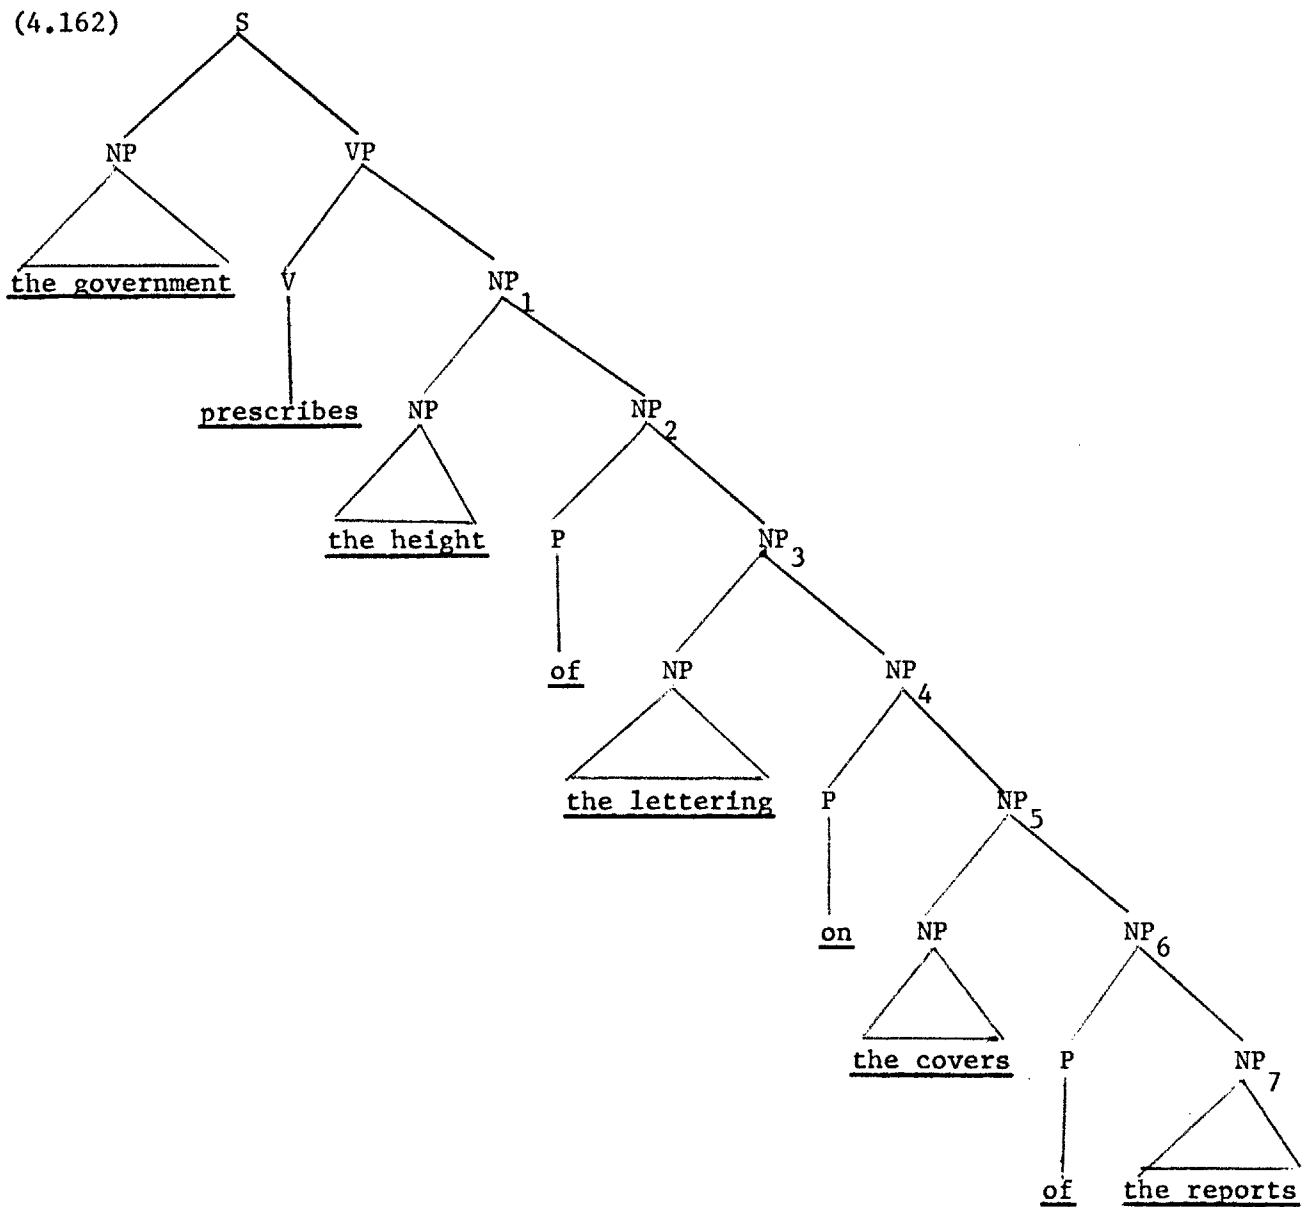 (4.162)
S
NP VP
the government V NP1
prescribes NP NP2
the height P NP3
of NP NP4
the lettering P NP5
on NP NP6
the covers P NP7
of the reports